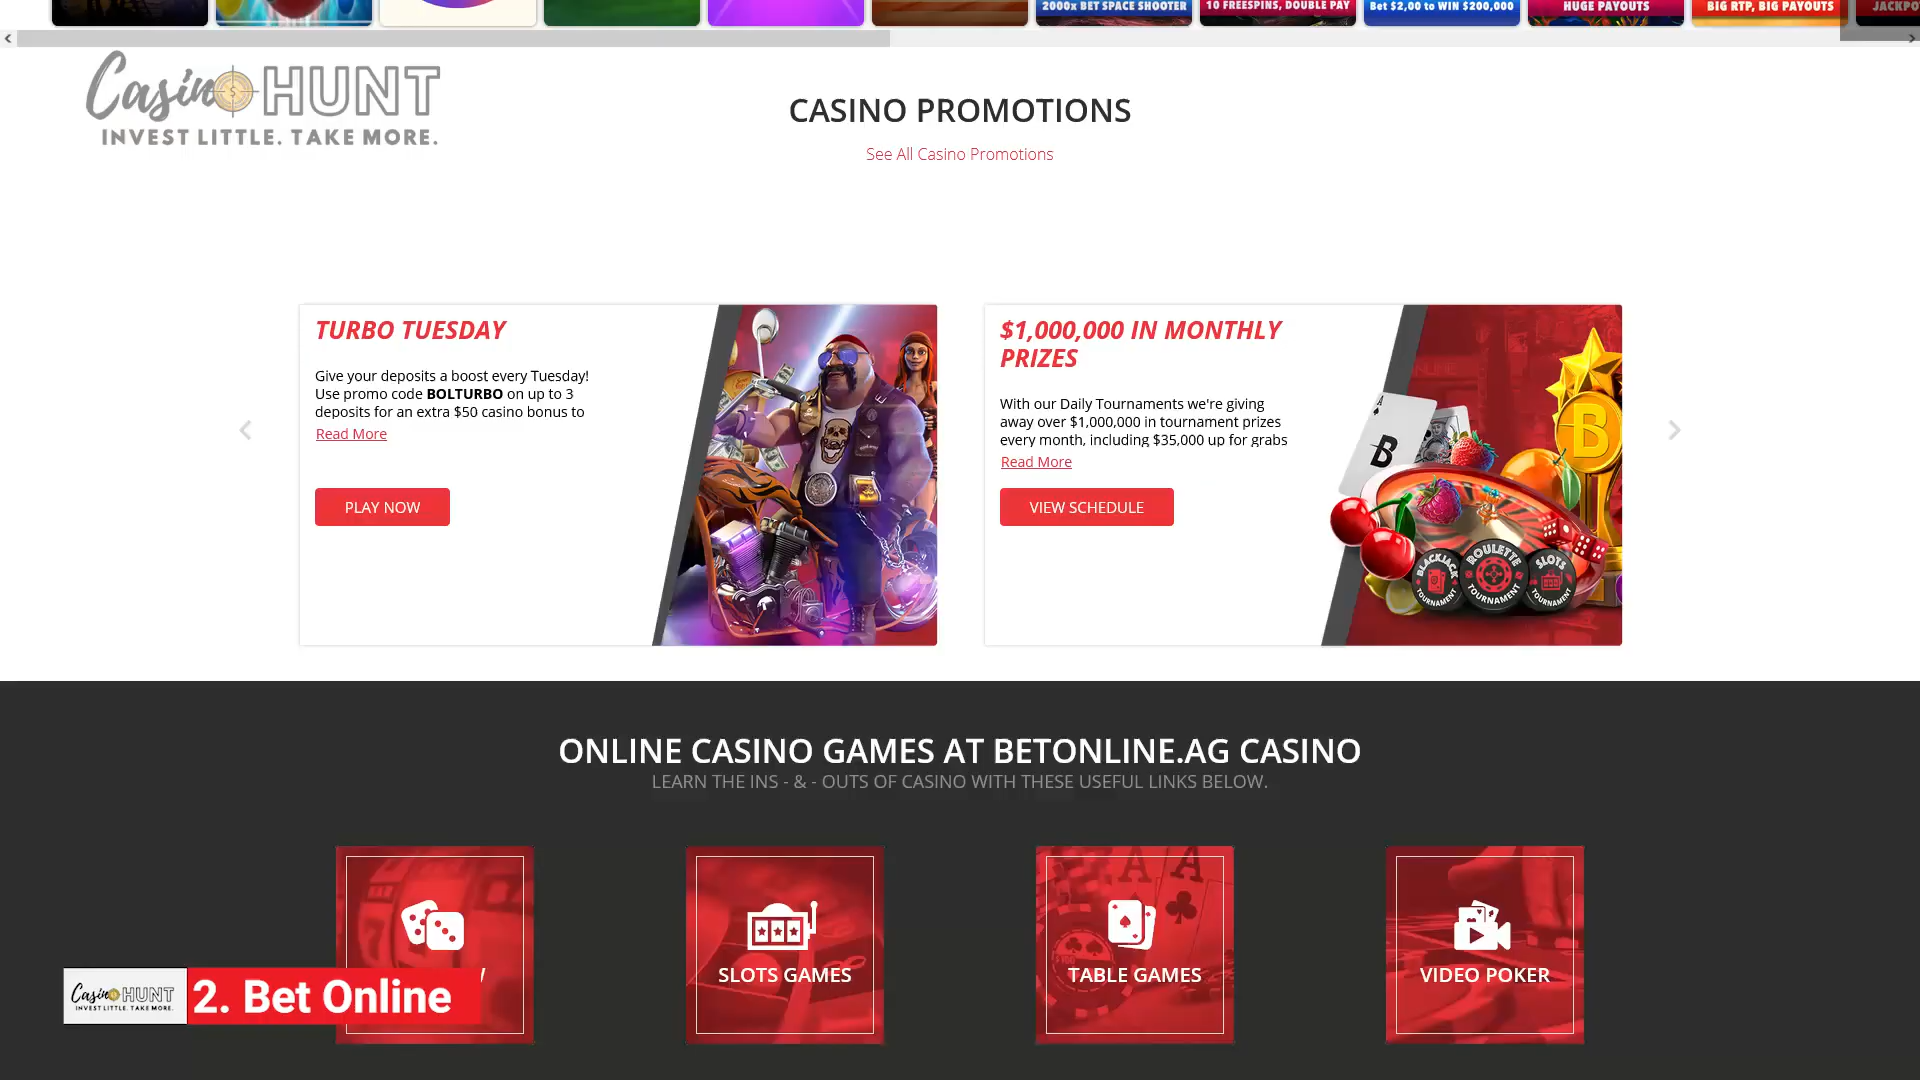 2000x BET SPACE SHOOTER
10 FREESPINS, DOUBLE PAY
Bet $2,00 to WIN $200,000
HUGE PAYOUTS
BIG RTP, BIG PAYOUTS
JACKPO
Casino HUNT
INVEST LITTLE. TAKE MORE.
CASINO PROMOTIONS
See All Casino Promotions
TURBO TUESDAY
Give your deposits a boost every Tuesday!
Use promo code BOLTURBO on up to 3
deposits for an extra $50 casino bonus to
Read More
PLAY NOW
$1,000,000 IN MONTHLY
PRIZES
With our Daily Tournaments we're giving
away over $1,000,000 in tournament prizes
every month, including $35,000 up for grabs
Read More
VIEW SCHEDULE
A
B
B
BLACKJACK
TOURNAMENT
ROULETTE
TOURNAMENT
SLOTS
TOURNAMENT
ONLINE CASINO GAMES AT BETONLINE.AG CASINO
LEARN THE INS - & - OUTS OF CASINO WITH THESE USEFUL LINKS BELOW.
SLOTS GAMES
A A
TABLE GAMES
VIDEO POKER
Casino HUNT
INVEST LITTLE. TAKE MORE.
2. Bet Online